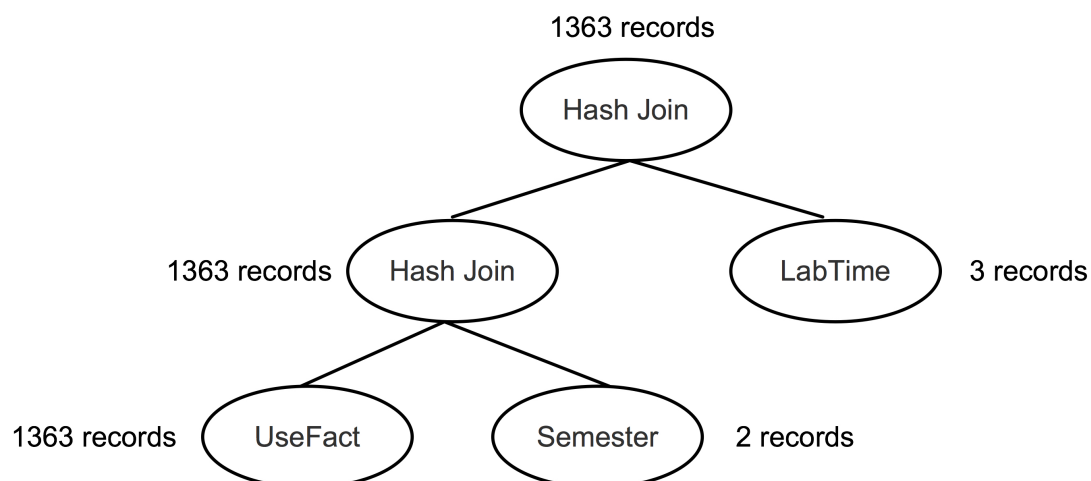 1363 records
Hash Join
1363 records
Hash Join
LabTime
3 records
1363 records
UseFact
Semester
2 records